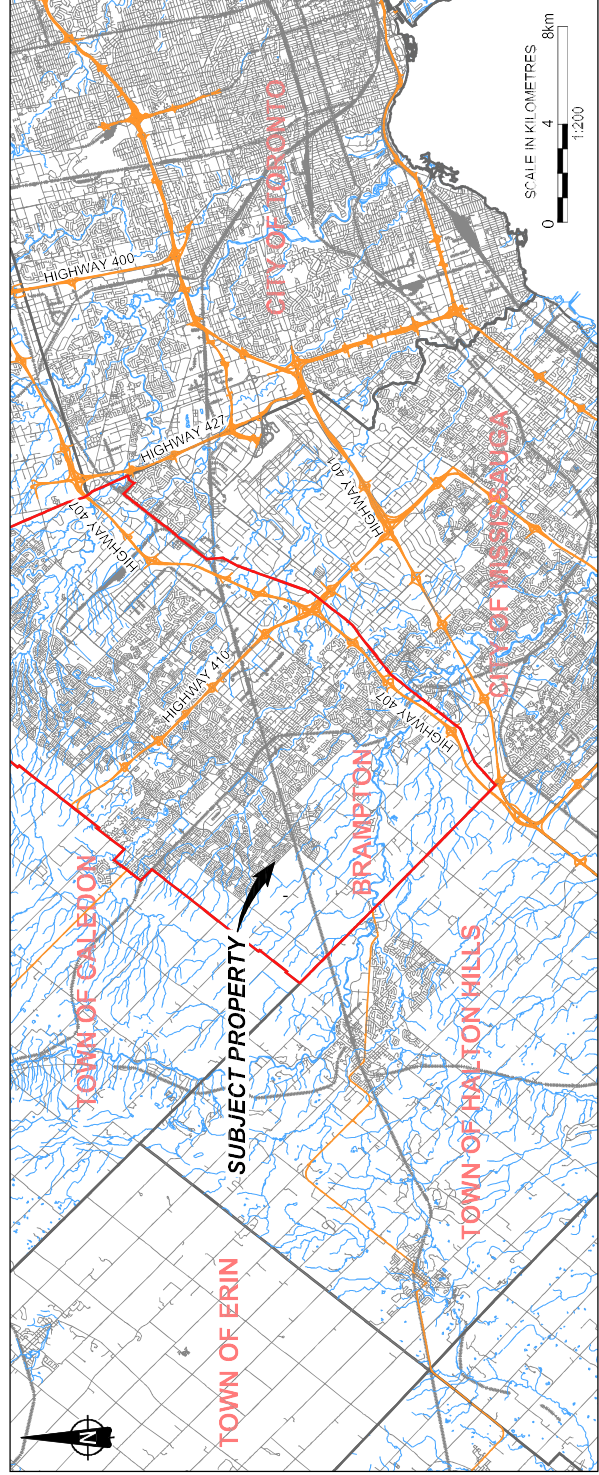 N
TOWN OF ERIN
TOWN OF CALEDON
SUBJECT PROPERTY
TOWN OF HALTON HILLS
BRAMPTON
HIGHWAY 410
HIGHWAY 407
HIGHWAY 407
HIGHWAY 427
HIGHWAY 401
HIGHWAY 400
CITY OF MISSISSAUGA
CITY OF TORONTO
SCALE IN KILOMETRES
0 4 8km
1:200